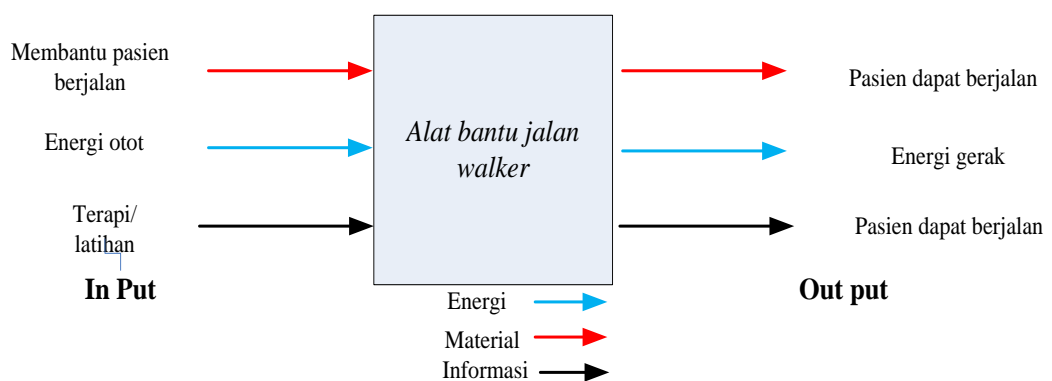 Membantu pasien
berjalan
Energi otot
Terapi/
latihan
In Put
Alat bantu jalan
walker
Pasien dapat berjalan
Energi gerak
Pasien dapat berjalan
Out put
Energi
Material
Informasi